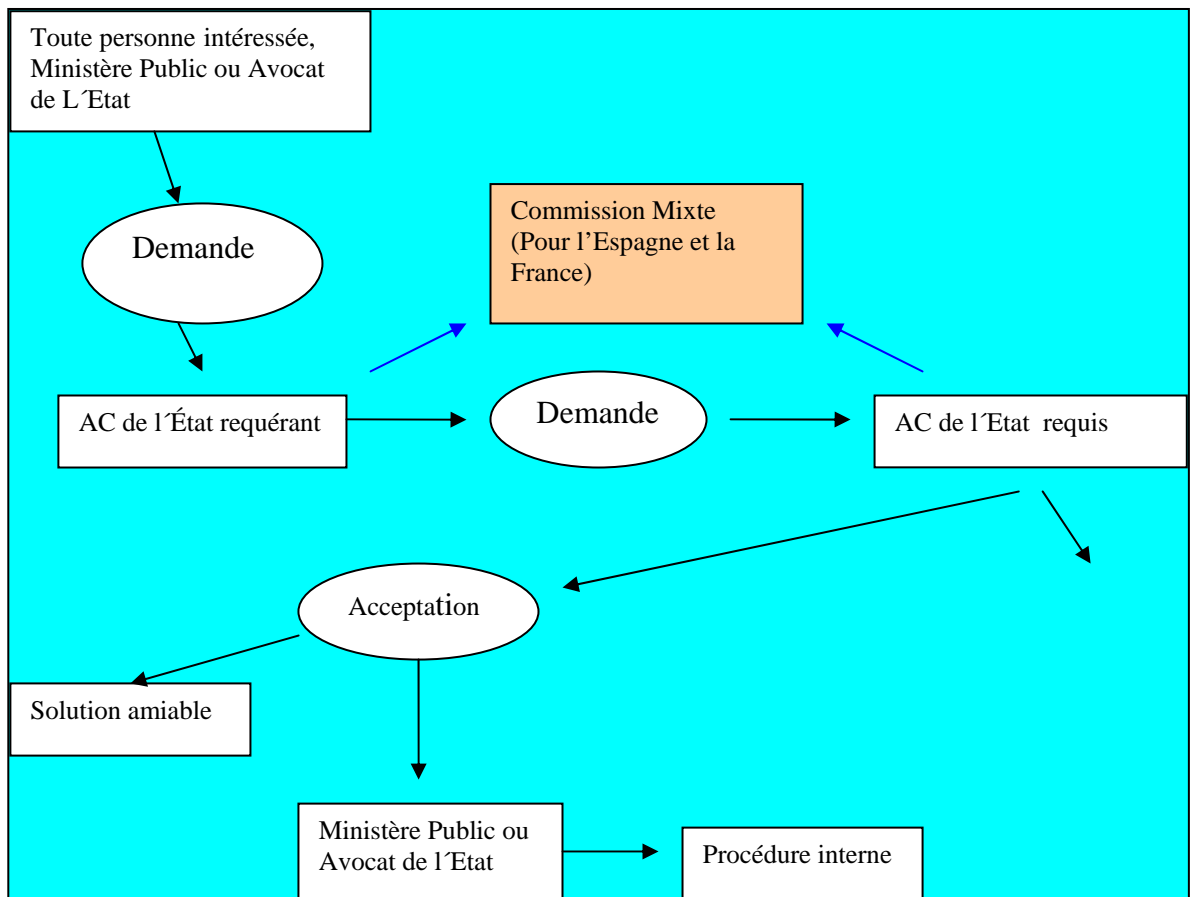 Toute personne intéressée,
Ministère Public ou Avocat
de L´Etat
Demande
Commission Mixte
(Pour l’Espagne et la
France)
AC de l´État requérant
Demande
AC de l´Etat requis
Acceptation
Solution amiable
Ministère Public ou
Avocat de l´Etat
Procédure interne